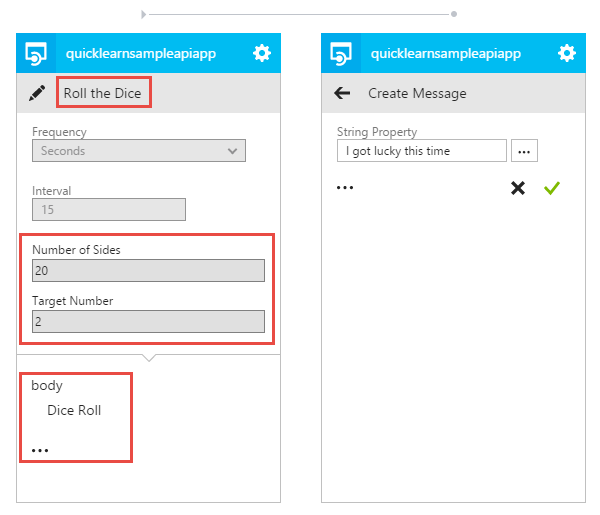 quicklearnsampleapiapp
Roll the Dice
Frequency
Seconds
Interval
15
Number of Sides
20
Target Number
2
body
Dice Roll
...
quicklearnsampleapiapp
Create Message
String Property
I got lucky this time
...
...